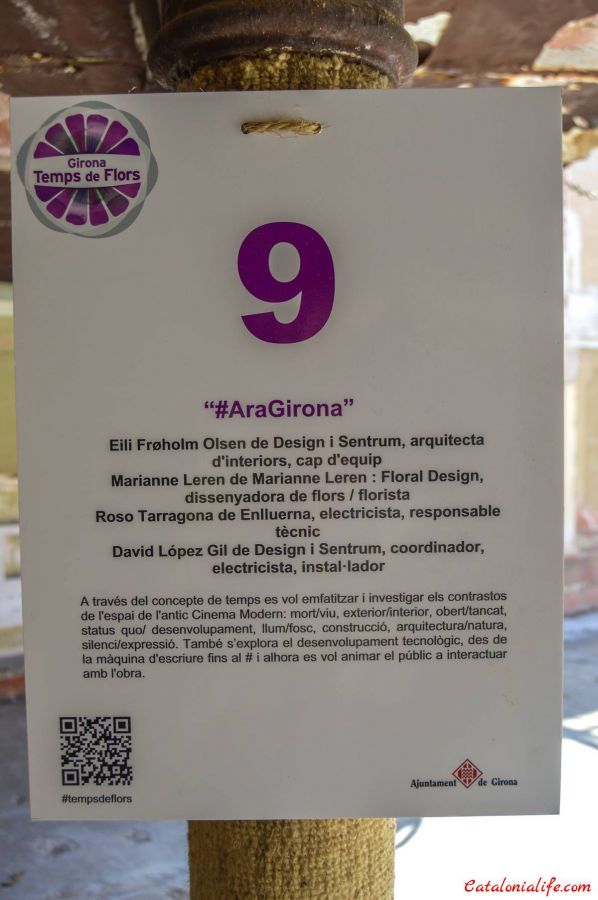 Girona
Temps de Flors
9
“#AraGirona”
Eili Frøholm Olsen de Design i Sentrum, arquitecta
d'interiors, cap d'equip
Marianne Leren de Marianne Leren : Floral Design,
dissenyadora de flors / florista
Roso Tarragona de Enlluerna, electricista, responsable
tècnic
David López Gil de Design i Sentrum, coordinador,
electricista, instal·lador
A través del concepte de temps es vol emfatitzar i investigar els contrastos
de l'espai de l'antic Cinema Modern: mort/viu, exterior/interior, obert/tancat,
status quo/ desenvolupament, llum/fosc, construcció, arquitectura/natura,
silenci/expressió. També s'explora el desenvolupament tecnològic, des de
la màquina d'escriure fins al # i alhora es vol animar el públic a interactuar
amb l'obra.
#tempsdeflors
Ajuntament de Girona
Catalonialife.com